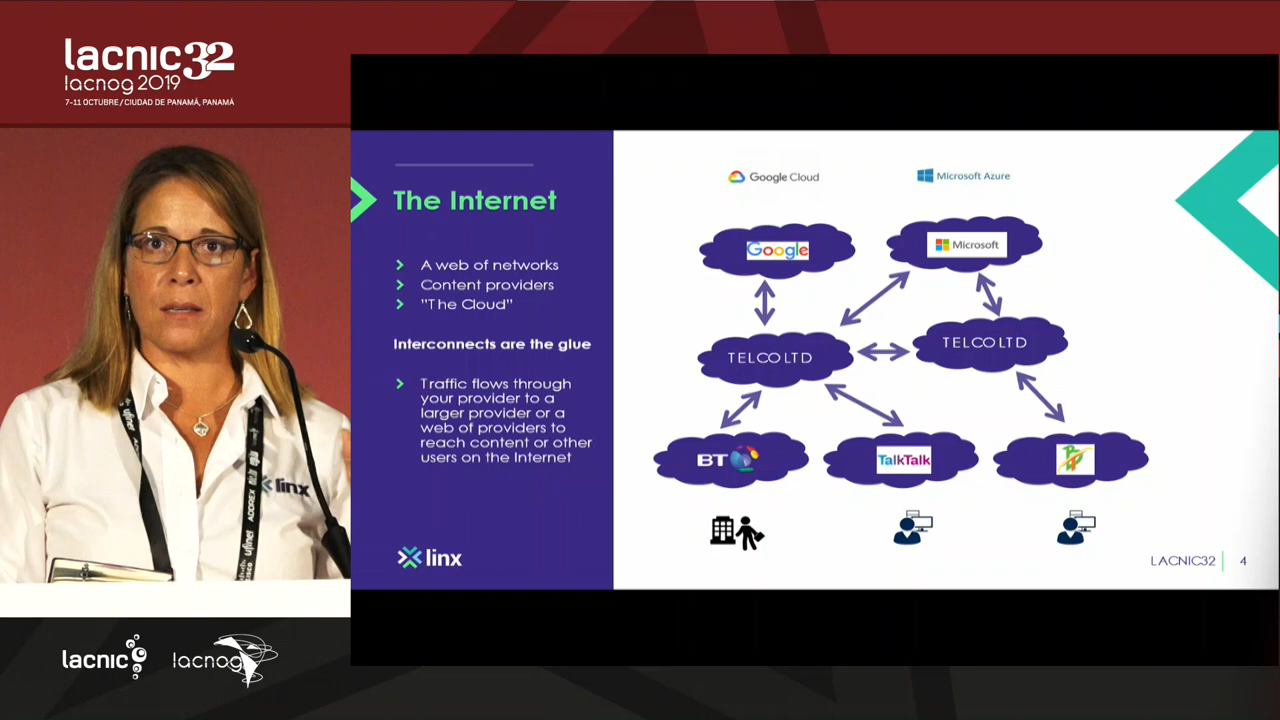 lacnic32
lacnog 2019
7-11 OCTUBRE / CIUDAD DE PANAMÁ, PANAMÁ
The Internet
A web of networks
Content providers
"The Cloud"
Interconnects are the glue
Traffic flows through
your provider to a
larger provider or a
web of providers to
reach content or other
users on the Internet
linx
Google Cloud
Microsoft Azure
Google
Microsoft
TELCO LTD
TELCO LTD
BT
TalkTalk
LACNIC32
4
linx
ADDREX
ufinet
lacnic
lacnog